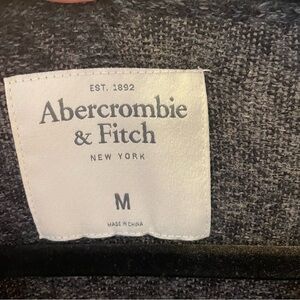 EST. 1892
Abercrombie
& Fitch
NEW YORK
M
MADE IN CHINA